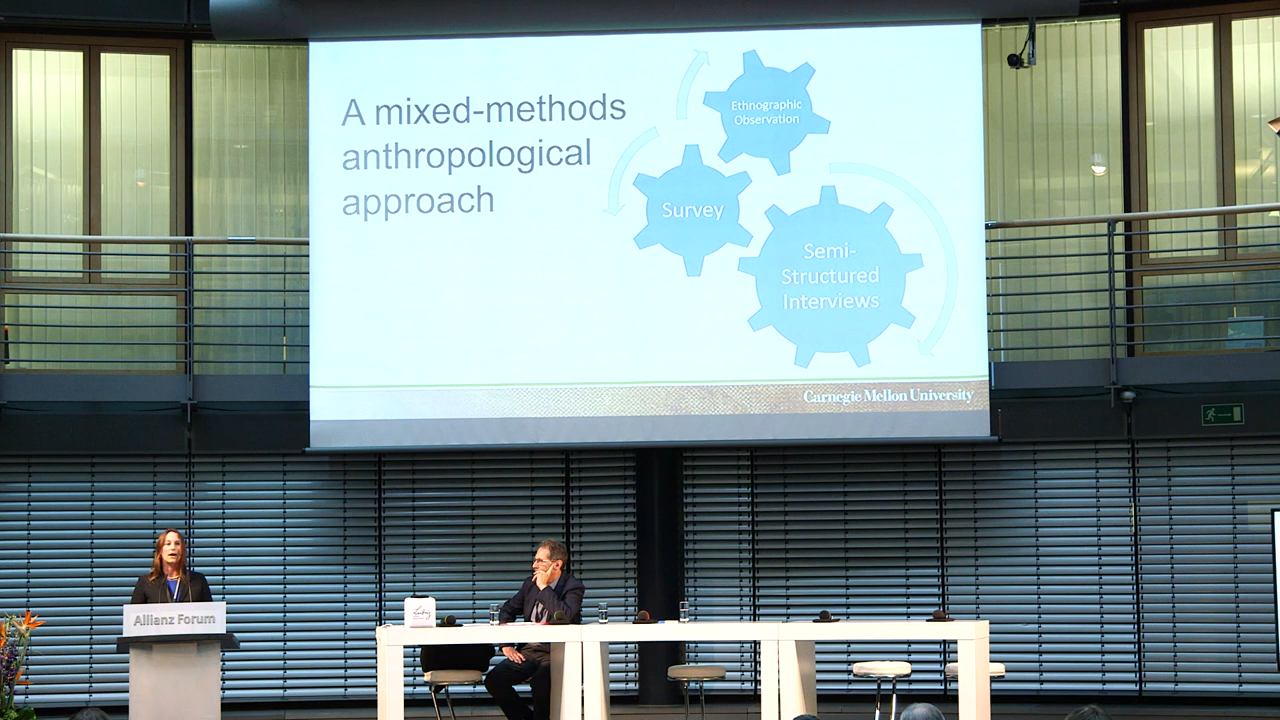 A mixed-methods
anthropological
approach
Ethnographic
Observation
Survey
Semi-
Structured
Interviews
Carnegie Mellon University
Allianz Forum